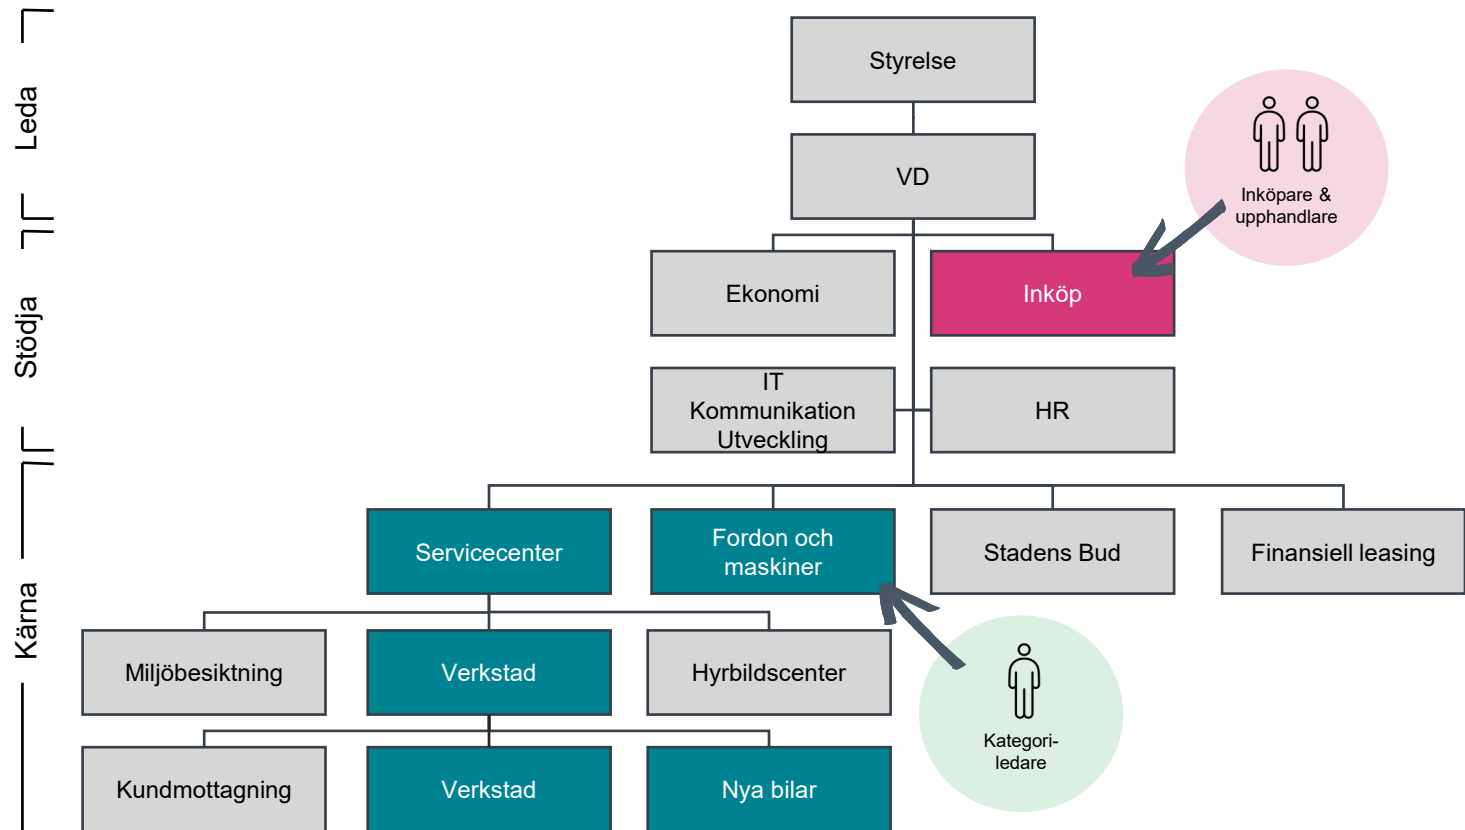 Leda
Styrelse
VD
Inköpare &
upphandlare
Stödja
Ekonomi
Inköp
IT
Kommunikation
Utveckling
HR
Kärna
Servicecenter
Fordon och
maskiner
Stadens Bud
Finansiell leasing
Miljöbesiktning
Verkstad
Hyrbildscenter
Kategori-
ledare
Kundmottagning
Verkstad
Nya bilar